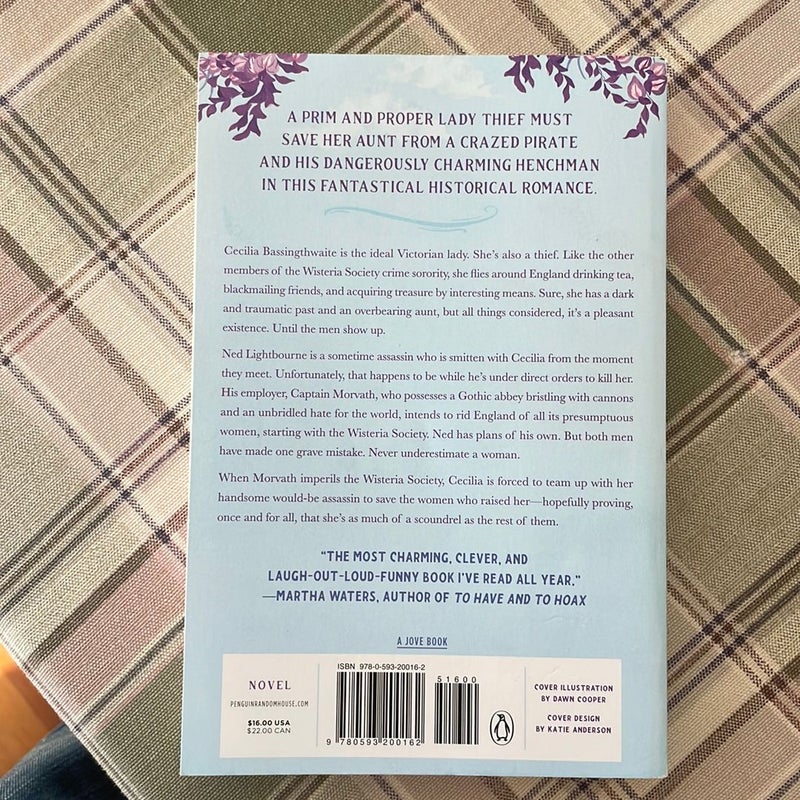 A PRIM AND PROPER LADY THIEF MUST
SAVE HER AUNT FROM A CRAZED PIRATE
AND HIS DANGEROUSLY CHARMING HENCHMAN
IN THIS FANTASTICAL HISTORICAL ROMANCE.
Cecilia Bassingthwaite is the ideal Victorian lady. She's also a thief. Like the other
members of the Wisteria Society crime sorority, she flies around England drinking tea,
blackmailing friends, and acquiring treasure by interesting means. Sure, she has a dark
and traumatic past and an overbearing aunt, but all things considered, it's a pleasant
existence. Until the men show up.
Ned Lightbourne is a sometime assassin who is smitten with Cecilia from the moment
they meet. Unfortunately, that happens to be while he's under direct orders to kill her.
His employer, Captain Morvath, who possesses a Gothic abbey bristling with cannons
and an unbridled hate for the world, intends to rid England of all its presumptuous
women, starting with the Wisteria Society. Ned has plans of his own. But both men
have made one grave mistake. Never underestimate a woman.
When Morvath imperils the Wisteria Society, Cecilia is forced to team up with her
handsome would-be assassin to save the women who raised her—hopefully proving,
once and for all, that she's as much of a scoundrel as the rest of them.
"THE MOST CHARMING, CLEVER, AND
LAUGH-OUT-LOUD-FUNNY BOOK I'VE READ ALL YEAR."
—MARTHA WATERS, AUTHOR OF TO HAVE AND TO HOAX
A JOVE BOOK
NOVEL
PENGUINRANDOMHOUSE.COM
$16.00 USA
$22.00 CAN
ISBN 978-0-593-20016-2
51600
9 780593 200162
COVER ILLUSTRATION
BY DAWN COOPER
COVER DESIGN
BY KATIE ANDERSON